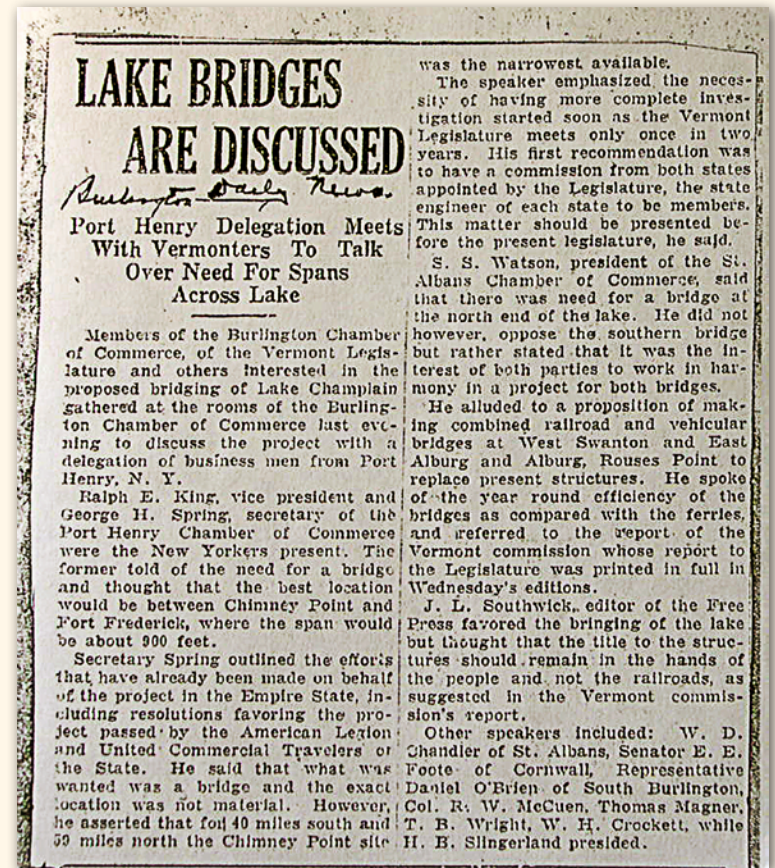 LAKE BRIDGES
ARE DISCUSSED
Burlington Daily News.
Port Henry Delegation Meets
With Vermonters To Talk
Over Need For Spans
Across Lake
Members of the Burlington Chamber
of Commerce, of the Vermont Legis-
lature and others interested in the
proposed bridging of Lake Champlain
gathered at the rooms of the Burling-
ton Chamber of Commerce last eve-
ning to discuss the project with a
delegation of business men from Port
Henry, N. Y.
Ralph E. King, vice president and
George H. Spring, secretary of the
Port Henry Chamber of Commerce
were the New Yorkers present. The
former told of the need for a bridge
and thought that the best location
would be between Chimney Point and
Fort Frederick, where the span would
be about 900 feet.
Secretary Spring outlined the efforts
that have already been made on behalf
of the project in the Empire State, in-
cluding resolutions favoring the pro-
ject passed by the American Legion
and United Commercial Travelers of
the State. He said that what was
wanted was a bridge and the exact
location was not material. However,
he asserted that for 40 miles south and
miles north the Chimney Point site
was the narrowest available.
The speaker emphasized the neces-
sity of having more complete inves-
tigation started soon as the Vermont
Legislature meets only once in two
years. His first recommendation was
to have a commission from both states
appointed by the Legislature, the state
engineer of each state to be members.
This matter should be presented be-
fore the present legislature, he said.
S. S. Watson, president of the St.
Albans Chamber of Commerce, said
that there was need for a bridge at
the north end of the lake. He did not
however, oppose the southern bridge
but rather stated that it was the in-
terest of both parties to work in har-
mony in a project for both bridges.
He alluded to a proposition of mak-
ing combined railroad and vehicular
bridges at West Swanton and East
Alburg and Alburg, Rouses Point to
replace present structures. He spoke
of the year round efficiency of the
bridges as compared with the ferries,
and referred to the report of the
Vermont commission whose report to
the Legislature was printed in full in
Wednesday's editions.
J. L. Southwick, editor of the Free
Press favored the bringing of the lake
but thought that the title to the struc-
tures should remain in the hands of
the people and not the railroads, as
suggested in the Vermont commis-
sion's report.
Other speakers included: W. D.
Chandler of St. Albans, Senator E. E.
Foote of Cornwall, Representative
Daniel O'Brien of South Burlington,
Col. R. W. McCuen, Thomas Magner,
T. B. Wright, W. H. Crockett, while
H. B. Slingerland presided.